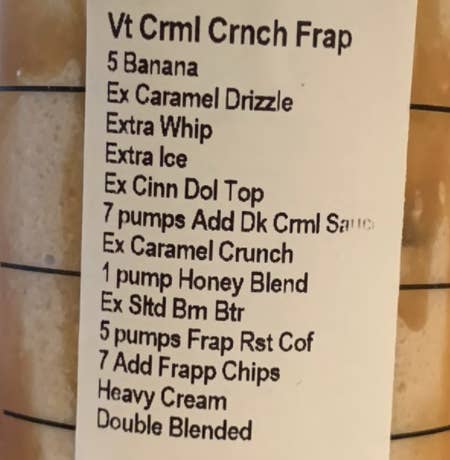 Vt Crml Crnch Frap
5 Banana
Ex Caramel Drizzle
Extra Whip
Extra Ice
Ex Cinn Dol Top
7 pumps Add Dk Crml Sauc
Ex Caramel Crunch
1 pump Honey Blend
Ex Sltd Brn Btr
5 pumps Frap Rst Cof
7 Add Frapp Chips
Heavy Cream
Double Blended